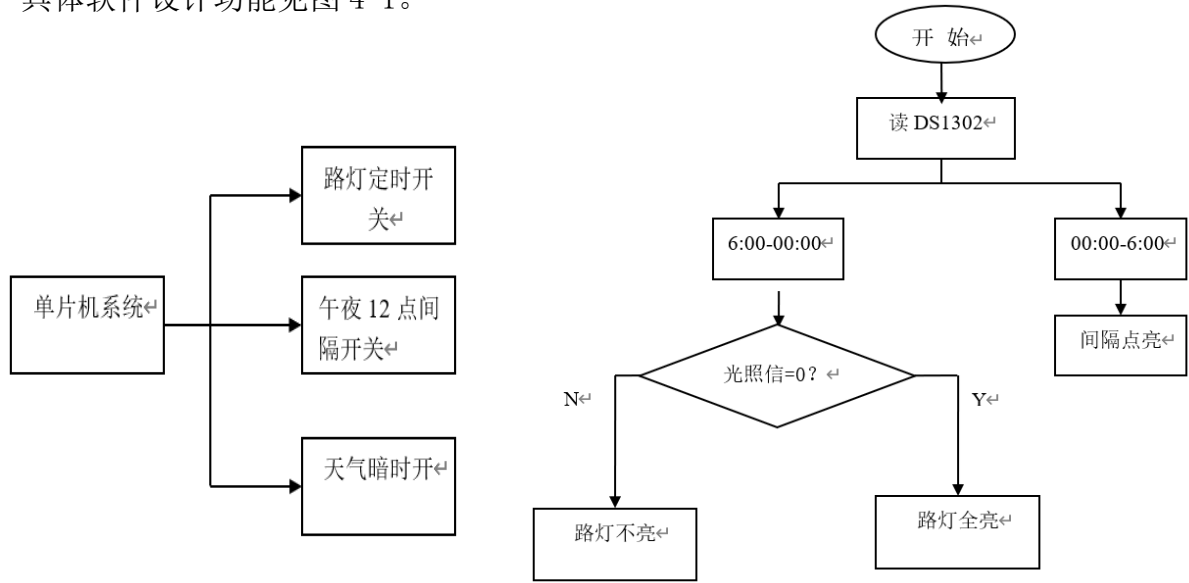 具体软件设计功能见图 4-1。
单片机系统↵
路灯定时开
关↵
午夜 12 点间
隔开关↵
天气暗时开↵
开 始↵
读 DS1302↵
6:00-00:00↵
00:00-6:00↵
间隔点亮↵
光照信=0？↵
N↵
Y↵
路灯不亮↵
路灯全亮↵